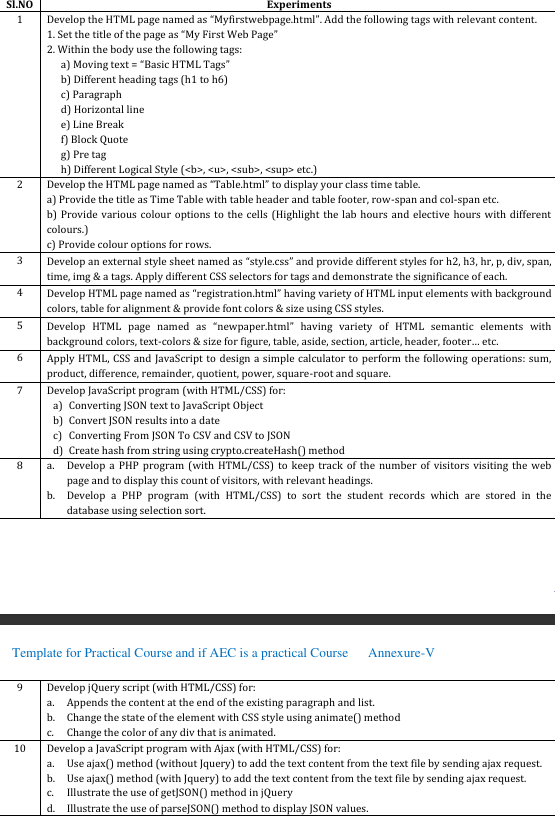 Sl.NO Experiments
1 Develop the HTML page named as “Myfirstwebpage.html”. Add the following tags with relevant content.
1. Set the title of the page as “My First Web Page”
2. Within the body use the following tags:
a) Moving text = “Basic HTML Tags”
b) Different heading tags (h1 to h6)
c) Paragraph
d) Horizontal line
e) Line Break
f) Block Quote
g) Pre tag
h) Different Logical Style (<b>, <u>, <sub>, <sup> etc.)
2 Develop the HTML page named as “Table.html” to display your class time table.
a) Provide the title as Time Table with table header and table footer, row-span and col-span etc.
b) Provide various colour options to the cells (Highlight the lab hours and elective hours with different
colours.)
c) Provide colour options for rows.
3 Develop an external style sheet named as “style.css” and provide different styles for h2, h3, hr, p, div, span,
time, img & a tags. Apply different CSS selectors for tags and demonstrate the significance of each.
4 Develop HTML page named as “registration.html” having variety of HTML input elements with background
colors, table for alignment & provide font colors & size using CSS styles.
5 Develop HTML page named as “newpaper.html” having variety of HTML semantic elements with
background colors, text-colors & size for figure, table, aside, section, article, header, footer… etc.
6 Apply HTML, CSS and JavaScript to design a simple calculator to perform the following operations: sum,
product, difference, remainder, quotient, power, square-root and square.
7 Develop JavaScript program (with HTML/CSS) for:
a) Converting JSON text to JavaScript Object
b) Convert JSON results into a date
c) Converting From JSON To CSV and CSV to JSON
d) Create hash from string using crypto.createHash() method
8 a. Develop a PHP program (with HTML/CSS) to keep track of the number of visitors visiting the web
page and to display this count of visitors, with relevant headings.
b. Develop a PHP program (with HTML/CSS) to sort the student records which are stored in the
database using selection sort.
Template for Practical Course and if AEC is a practical Course Annexure-V
9 Develop jQuery script (with HTML/CSS) for:
a. Appends the content at the end of the existing paragraph and list.
b. Change the state of the element with CSS style using animate() method
c. Change the color of any div that is animated.
10 Develop a JavaScript program with Ajax (with HTML/CSS) for:
a. Use ajax() method (without Jquery) to add the text content from the text file by sending ajax request.
b. Use ajax() method (with Jquery) to add the text content from the text file by sending ajax request.
c. Illustrate the use of getJSON() method in jQuery
d. Illustrate the use of parseJSON() method to display JSON values.